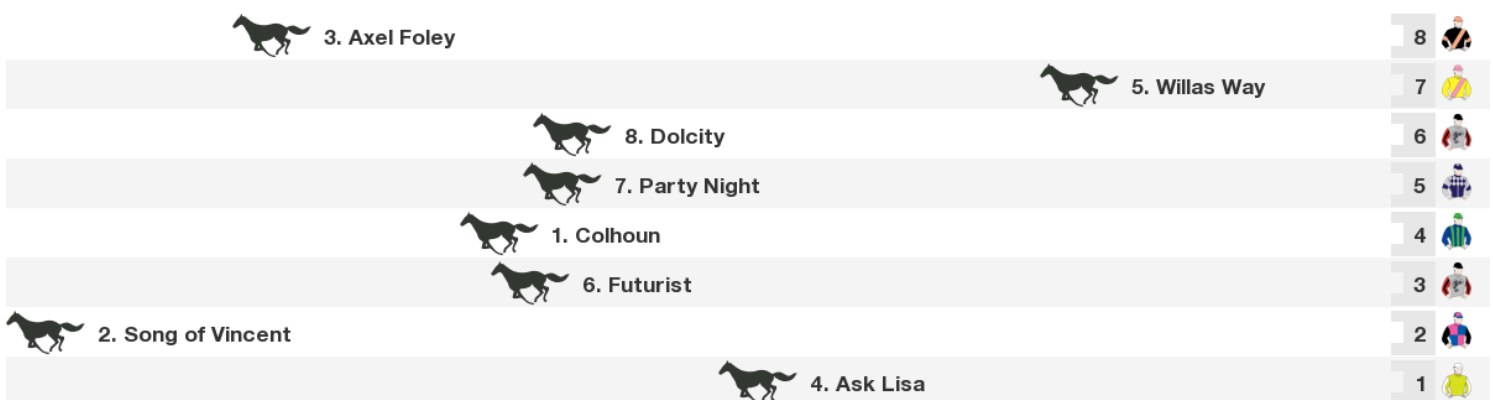 3. Axel Foley 8
5. Willas Way 7
8. Dolcity 6
7. Party Night 5
1. Colhoun 4
6. Futurist 3
2. Song of Vincent 2
4. Ask Lisa 1